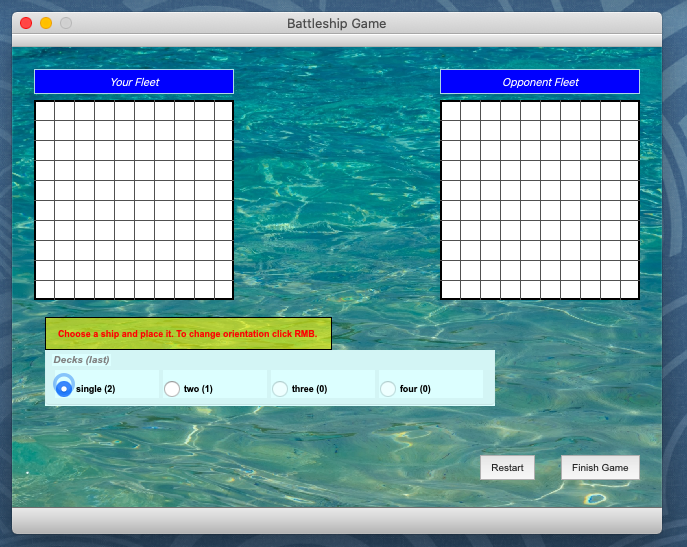 Battleship Game
Your Fleet
Opponent Fleet
Choose a ship and place it. To change orientation click RMB.
Decks (last)
single (2)
two (1)
three (0)
four (0)
Restart
Finish Game